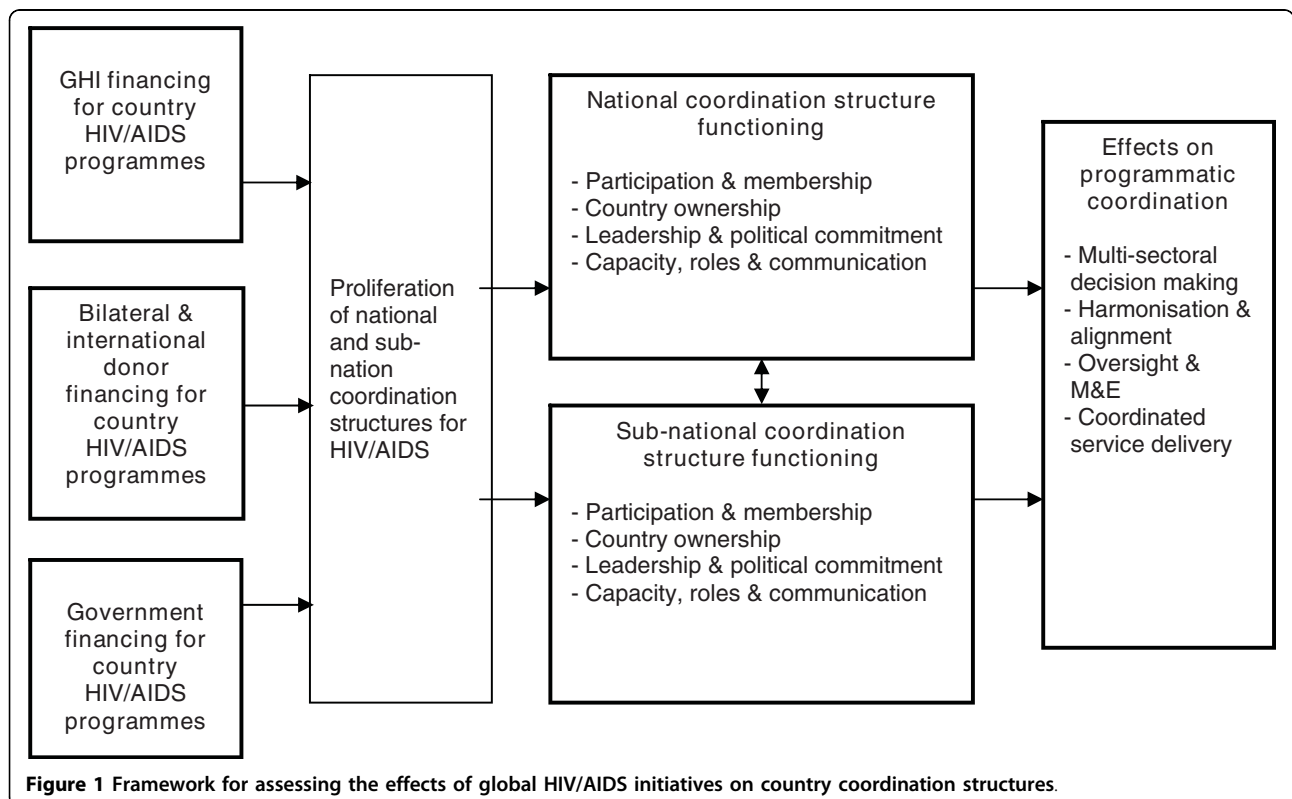 GHI financing
for country
HIV/AIDS
programmes
Bilateral &
international
donor
financing for
country
HIV/AIDS
programmes
Government
financing for
country
HIV/AIDS
programmes
Proliferation
of national
and sub-
nation
coordination
structures for
HIV/AIDS
National coordination structure
functioning
- Participation & membership
- Country ownership
- Leadership & political commitment
- Capacity, roles & communication
Sub-national coordination
structure functioning
- Participation & membership
- Country ownership
- Leadership & political commitment
- Capacity, roles & communication
Effects on
programmatic
coordination
- Multi-sectoral
decision making
- Harmonisation &
alignment
- Oversight &
M&E
- Coordinated
service delivery
Figure 1 Framework for assessing the effects of global HIV/AIDS initiatives on country coordination structures.